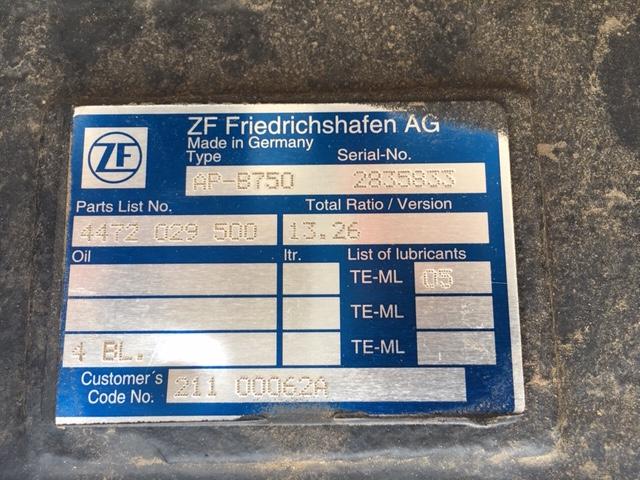 ZF Friedrichshafen AG
ZF
Made in Germany
Type Serial-No.
AP-B750 2835833
Parts List No. Total Ratio / Version
4472 029 500 13.26
Oil ltr. List of lubricants
TE-ML 05
TE-ML
4 BL. TE-ML
Customer´s
Code No. 211 00062A